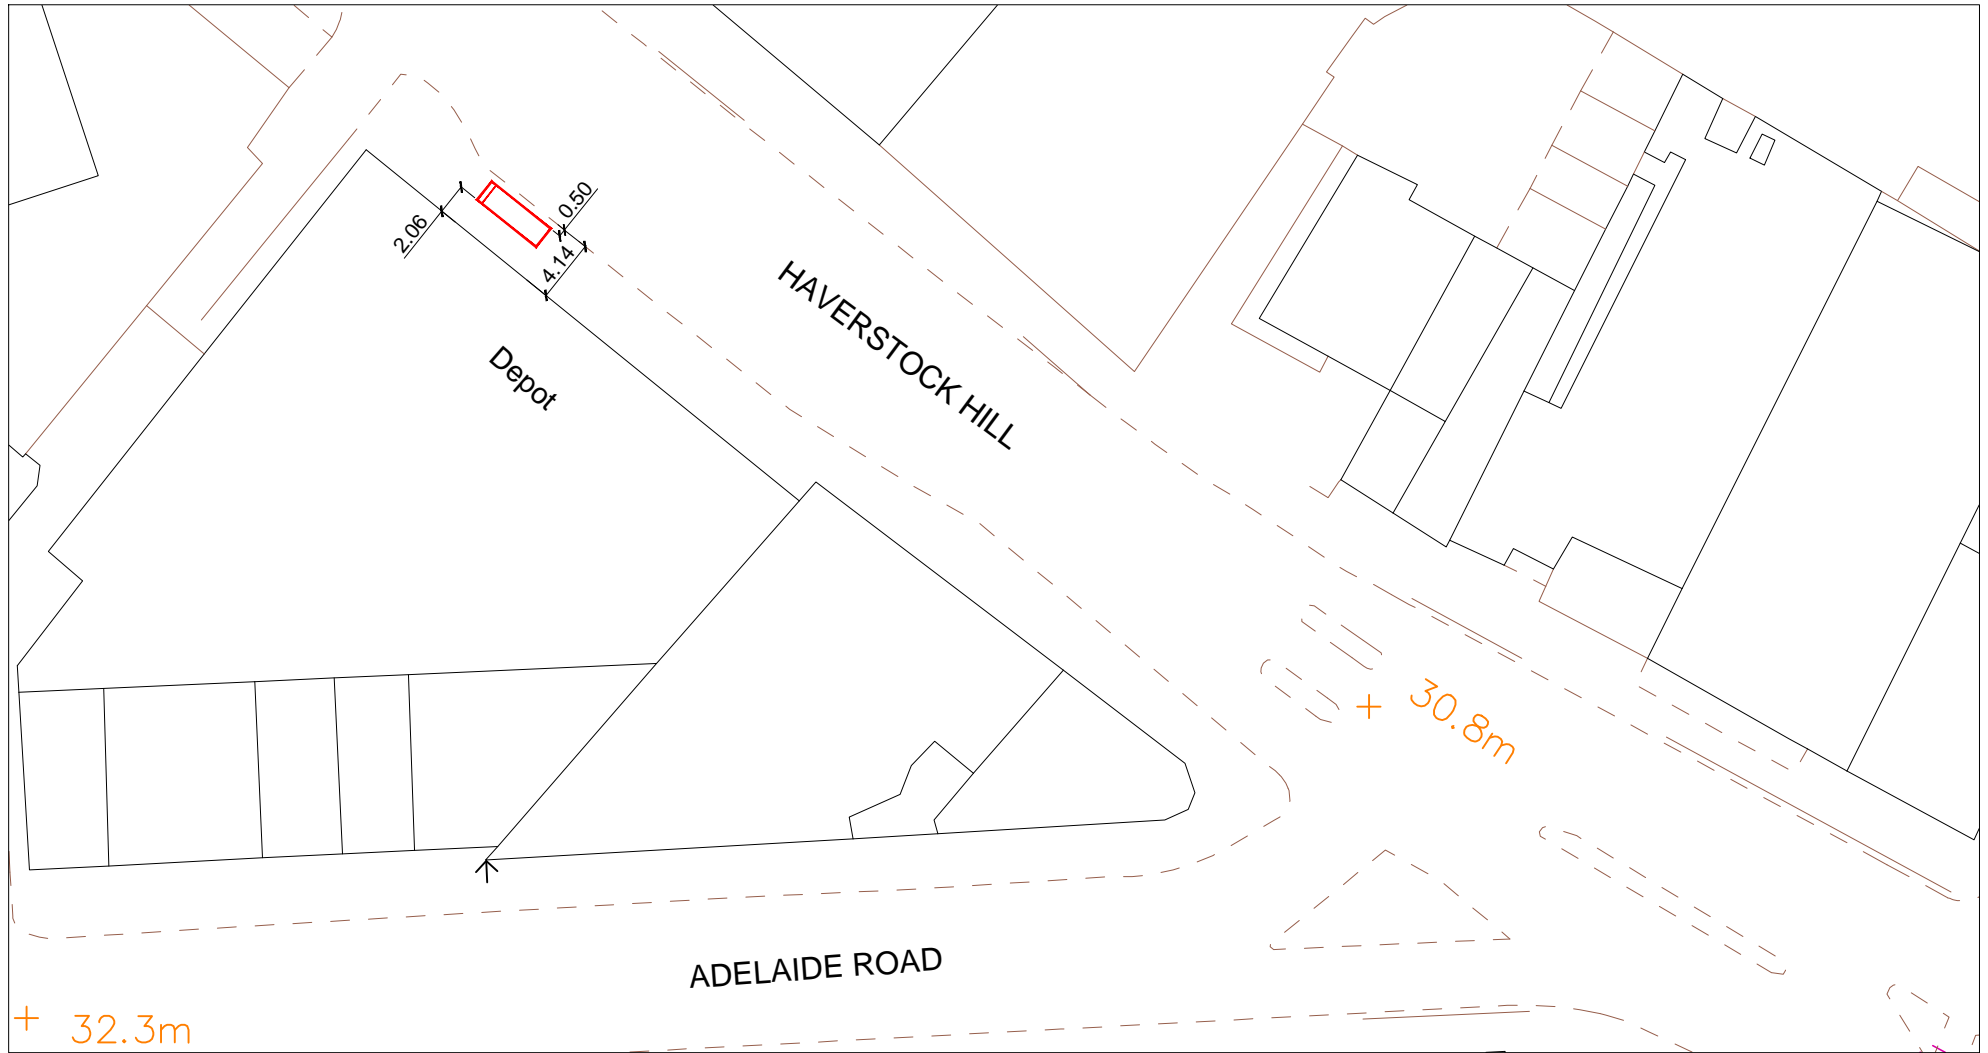 0.50
2.06
4.14
HAVERSTOCK HILL
Depot
30.8m
ADELAIDE ROAD
32.3m